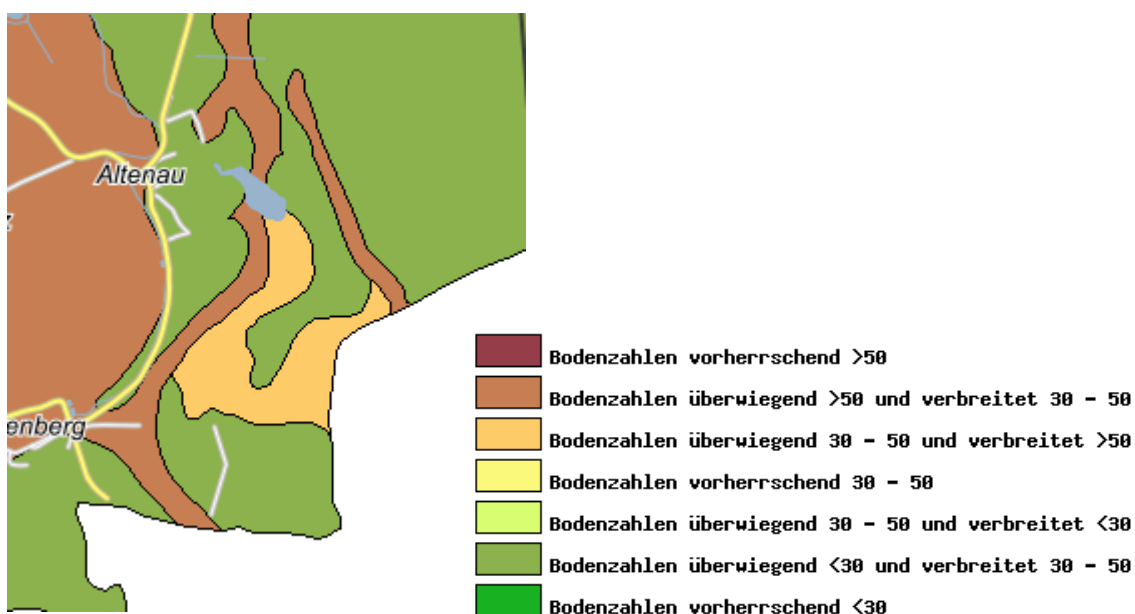 Altenau
z
enberg
Bodenzahlen vorherrschend >50
Bodenzahlen überwiegend >50 und verbreitet 30 - 50
Bodenzahlen überwiegend 30 - 50 und verbreitet >50
Bodenzahlen vorherrschend 30 - 50
Bodenzahlen überwiegend 30 - 50 und verbreitet <30
Bodenzahlen überwiegend <30 und verbreitet 30 - 50
Bodenzahlen vorherrschend <30